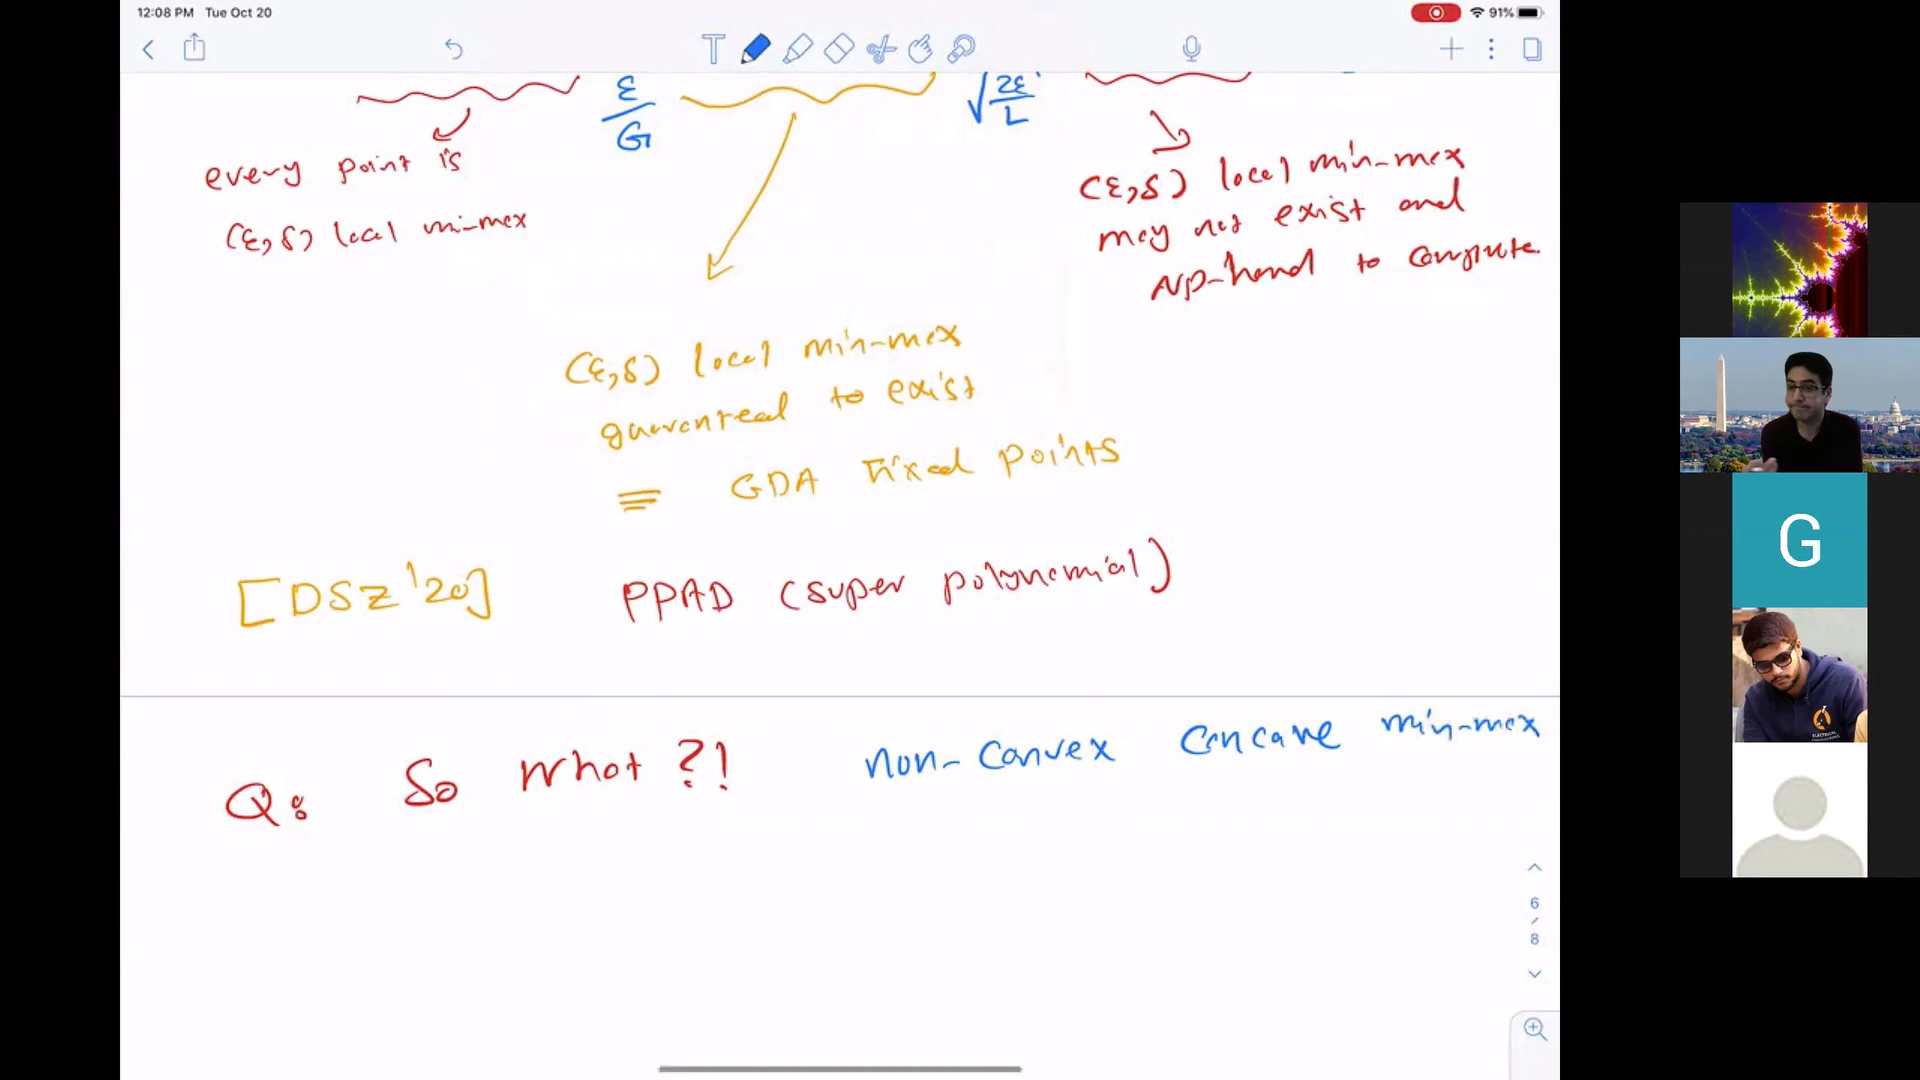 12:08 PM Tue Oct 20
91%
ε/G
√2ε/L
every point is
(ε,δ) local mi-max
(ε,δ) local min-max
may not exist and
NP-hard to compute.
(ε,δ) local min-max
guaranteed to exist
≡ GDA Fixed points
[DSZ '20] PPAD (super polynomial)
Q: So what ?! non-convex concave min-max
6
/
8
G